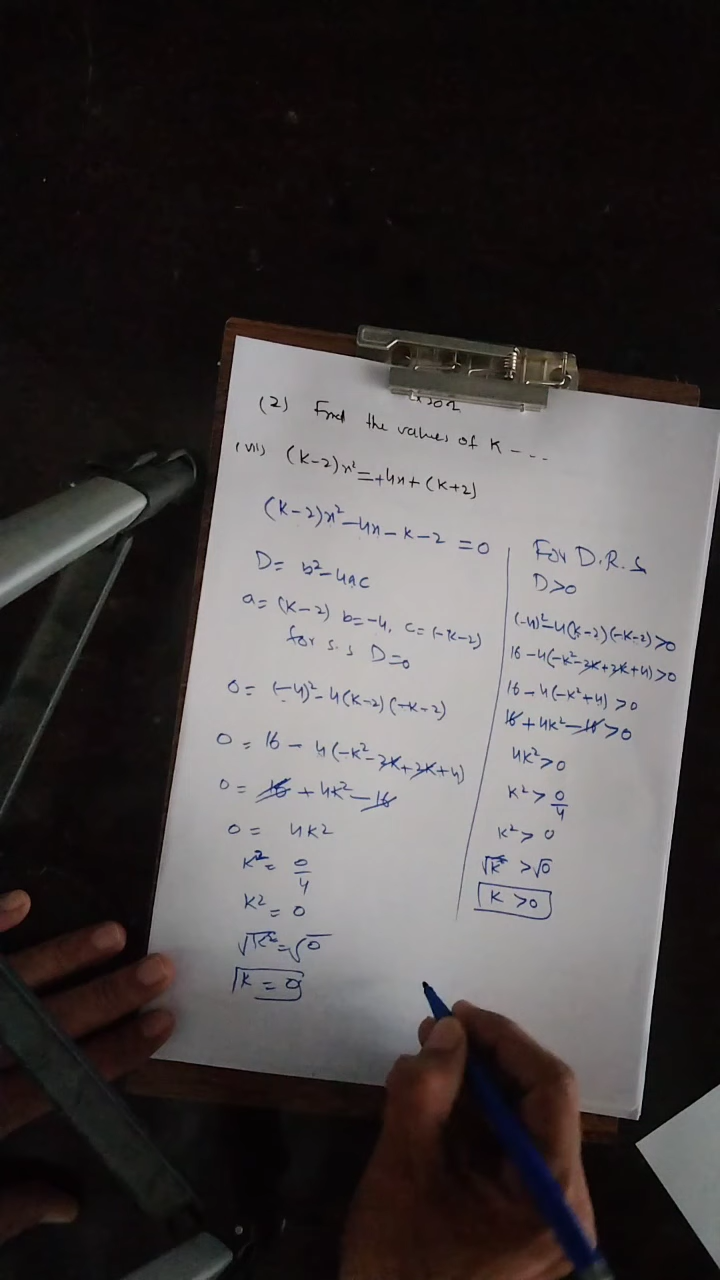 (2) Find the values of K ----
(vii) (K-2)x²=+4x+(K+2)
(K-2)x²-4x-K-2=0
D= b²-4ac
a=(K-2) b=-4, c=(-K-2)
for s.s D=0
0= (-4)²-4(K-2)(-K-2)
0= 16-4(-K²-2K+2K+4)
0= 16+4K²-16
0= 4K²
K²= 0/4
K²=0
√K²=√0
K=0
For D.R.S
D>0
(-4)²-4(K-2)(-K-2)>0
16-4(-K²-2K+2K+4)>0
16-4(-K²+4)>0
16+4K²-16>0
4K²>0
K²> 0/4
K²>0
√K²>√0
K>0